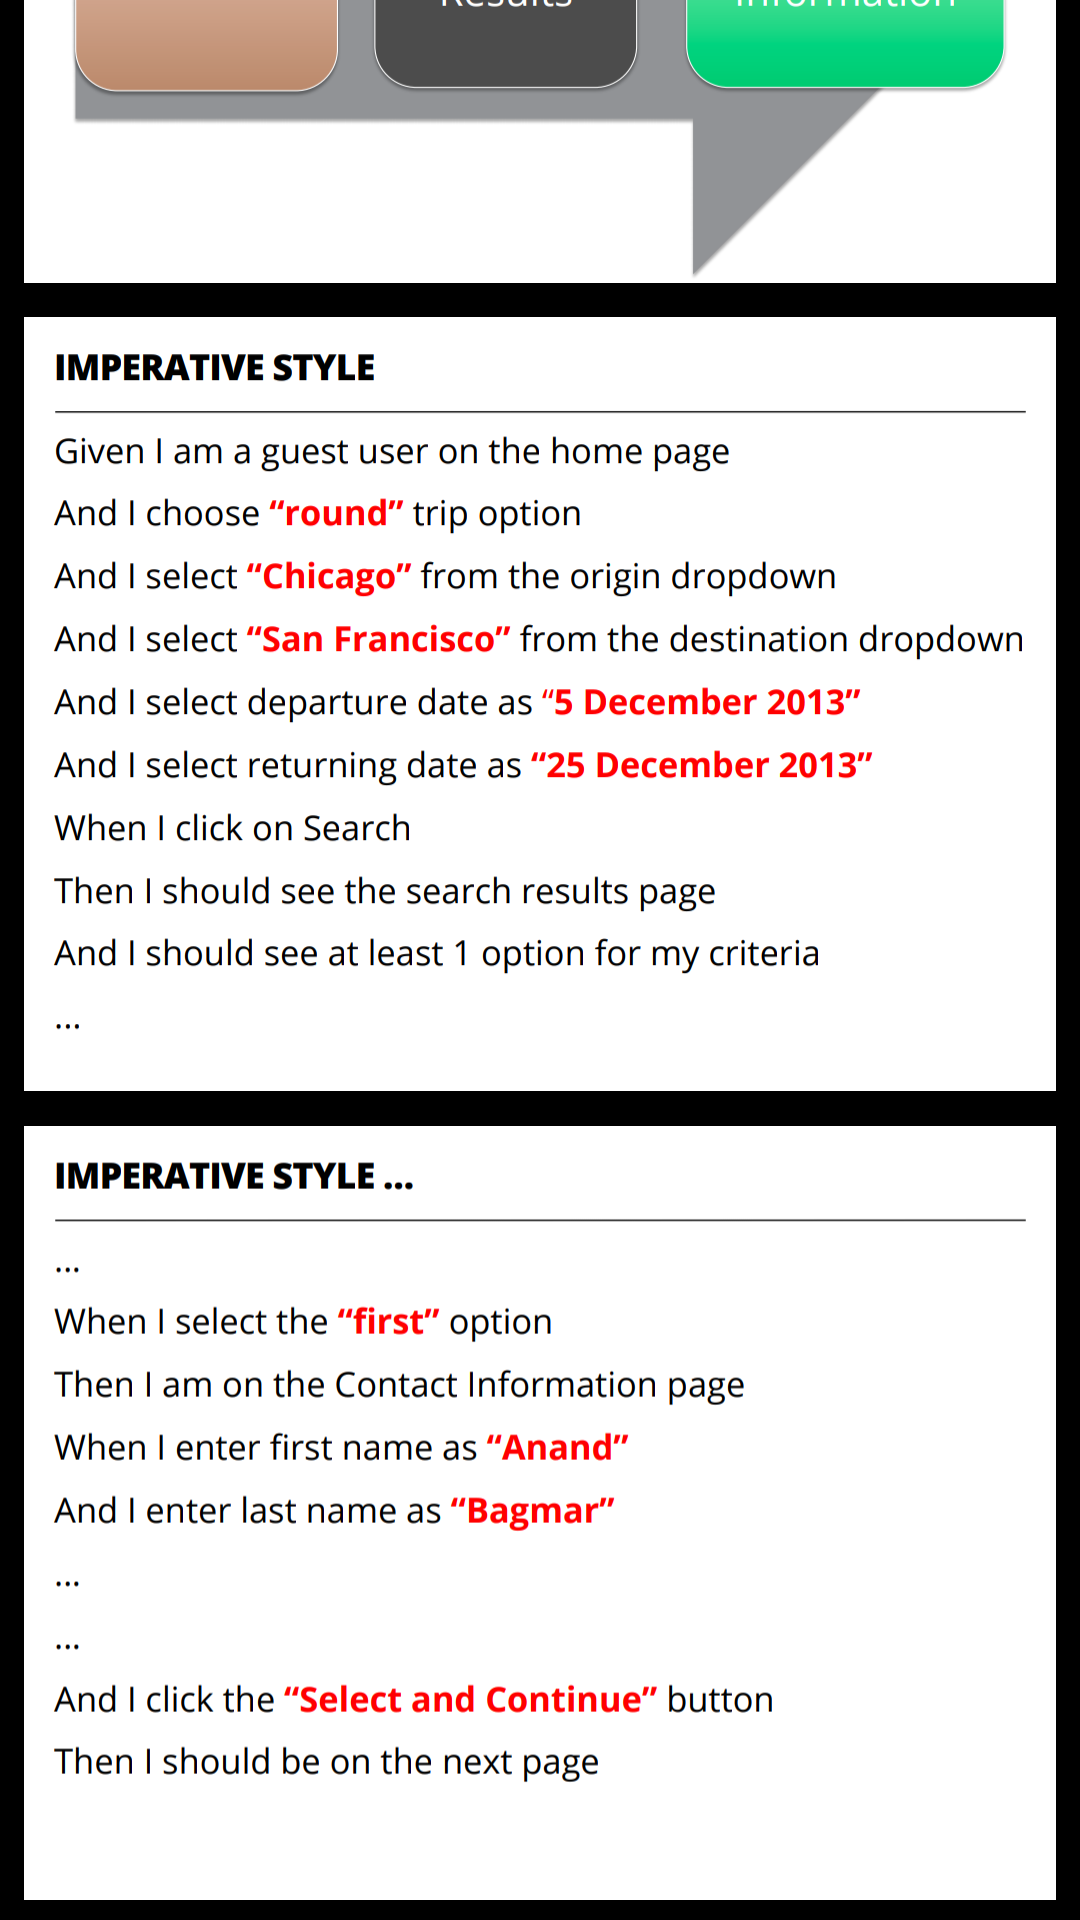 Results
Information
IMPERATIVE STYLE
Given I am a guest user on the home page
And I choose “round” trip option
And I select “Chicago” from the origin dropdown
And I select “San Francisco” from the destination dropdown
And I select departure date as “5 December 2013”
And I select returning date as “25 December 2013”
When I click on Search
Then I should see the search results page
And I should see at least 1 option for my criteria
...
IMPERATIVE STYLE ...
...
When I select the “first” option
Then I am on the Contact Information page
When I enter first name as “Anand”
And I enter last name as “Bagmar”
...
...
And I click the “Select and Continue” button
Then I should be on the next page